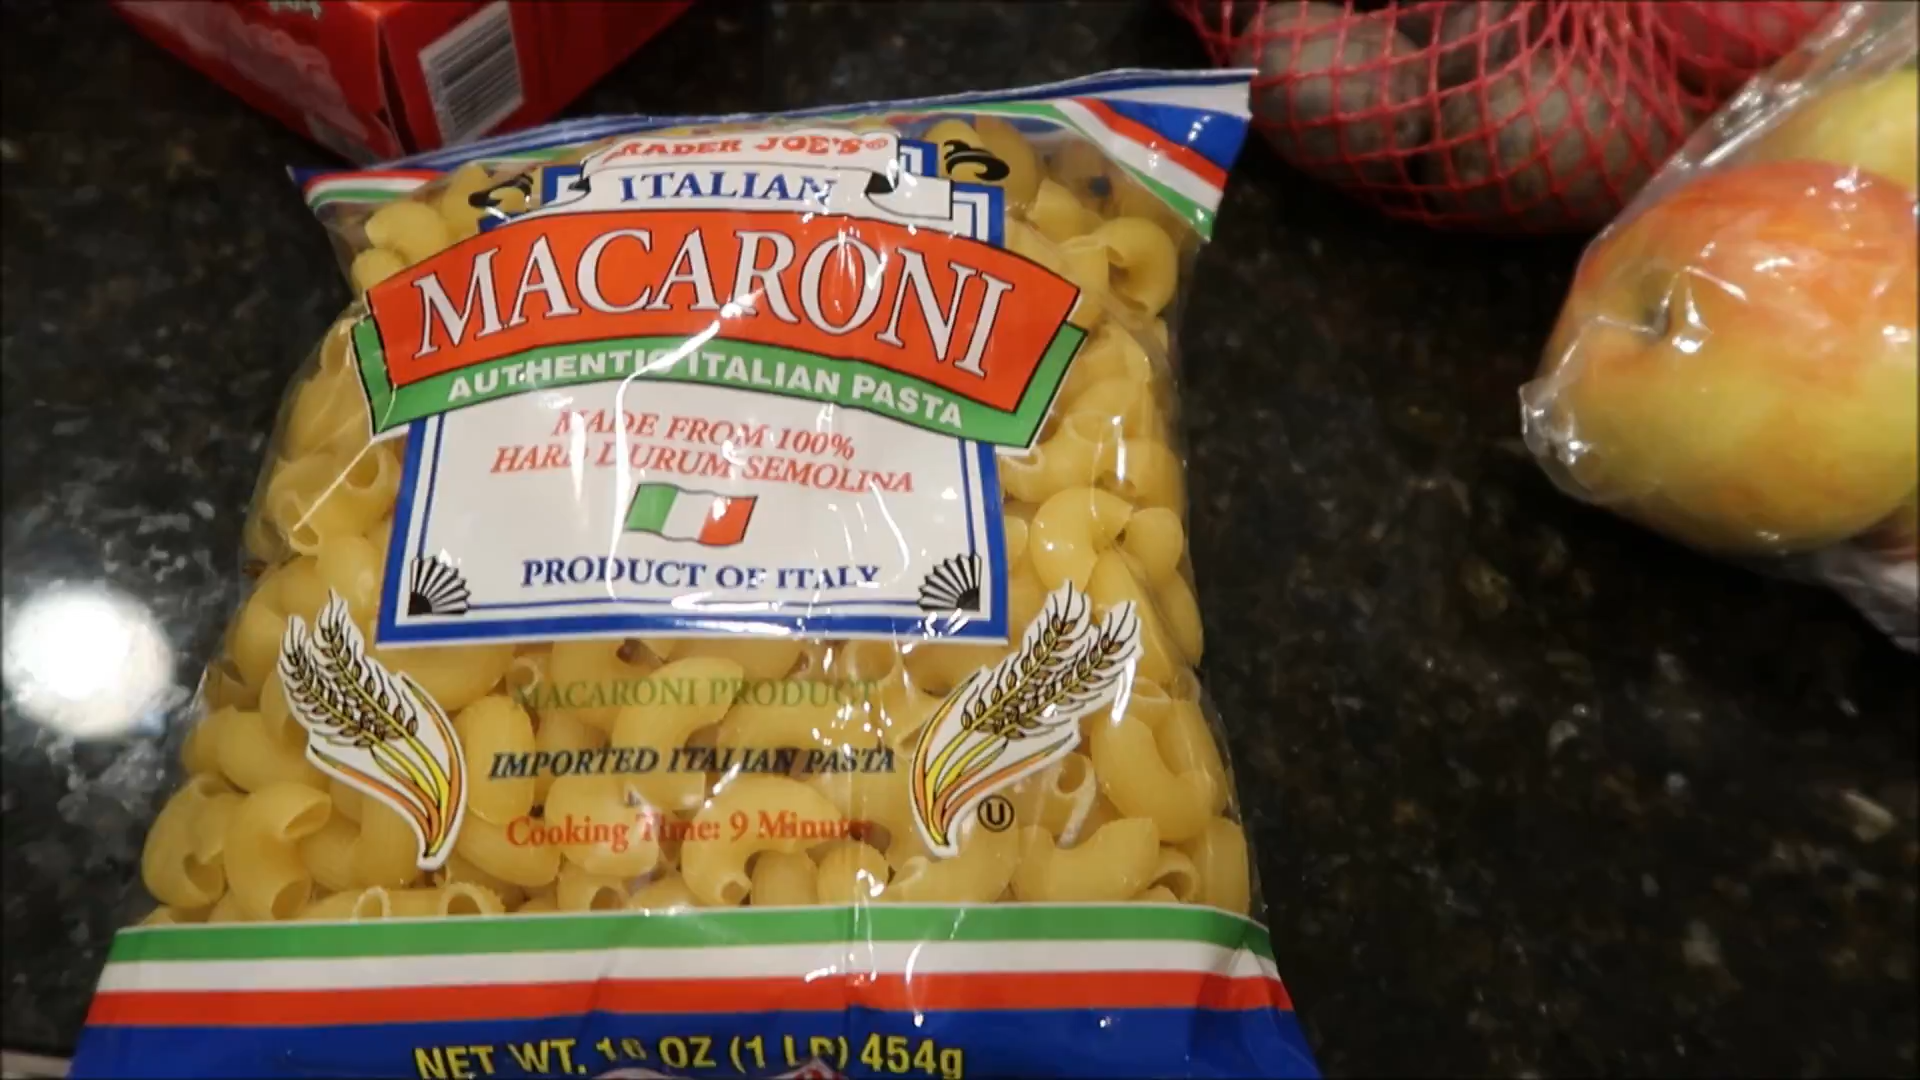 TRADER JOE'S®
ITALIAN
MACARONI
AUTHENTIC ITALIAN PASTA
MADE FROM 100%
HARD DURUM SEMOLINA
PRODUCT OF ITALY
MACARONI PRODUCT
IMPORTED ITALIAN PASTA
Cooking Time: 9 Minutes
U
NET WT. 16 OZ (1 LB) 454g